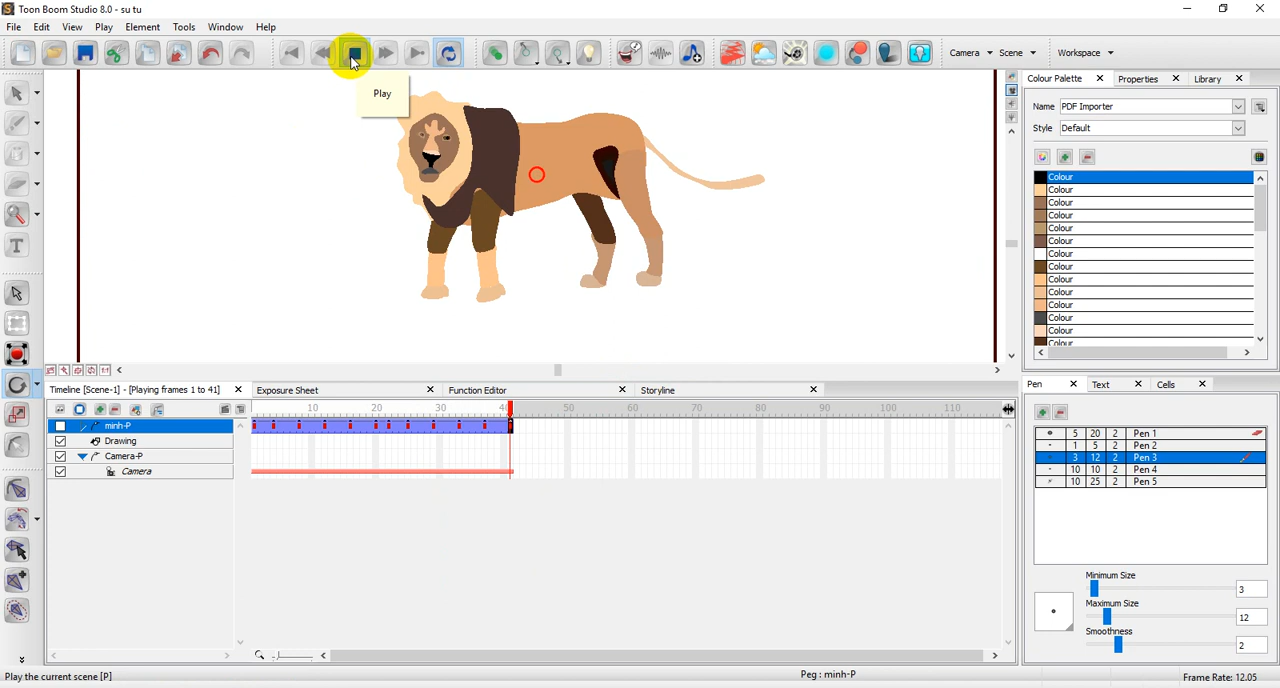 Toon Boom Studio 8.0 - su tu
File Edit View Play Element Tools Window Help
Camera Scene Workspace
Play
Colour Palette Properties Library
Name PDF Importer
Style Default
Colour
Colour
Colour
Colour
Colour
Colour
Colour
Colour
Colour
Colour
Colour
Colour
Colour
Colour
T
Timeline [Scene-1] - [Playing frames 1 to 41] Exposure Sheet Function Editor Storyline
10 20 30 40 50 60 70 80 90 100 110
minh-P
Drawing
Camera-P
Camera
Pen Text Cells
5 20 2 Pen 1
1 5 2 Pen 2
3 12 2 Pen 3
10 10 2 Pen 4
10 25 2 Pen 5
Minimum Size
3
Maximum Size
12
Smoothness
2
Play the current scene [P] Peg : minh-P Frame Rate: 12.05